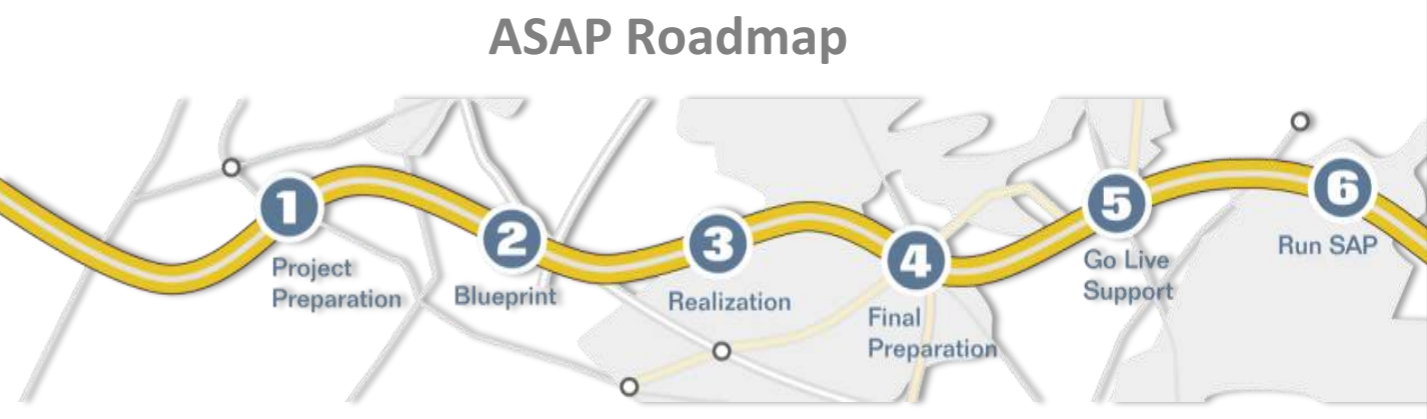 ASAP Roadmap
1
Project
Preparation
2
Blueprint
3
Realization
4
Final
Preparation
5
Go Live
Support
6
Run SAP